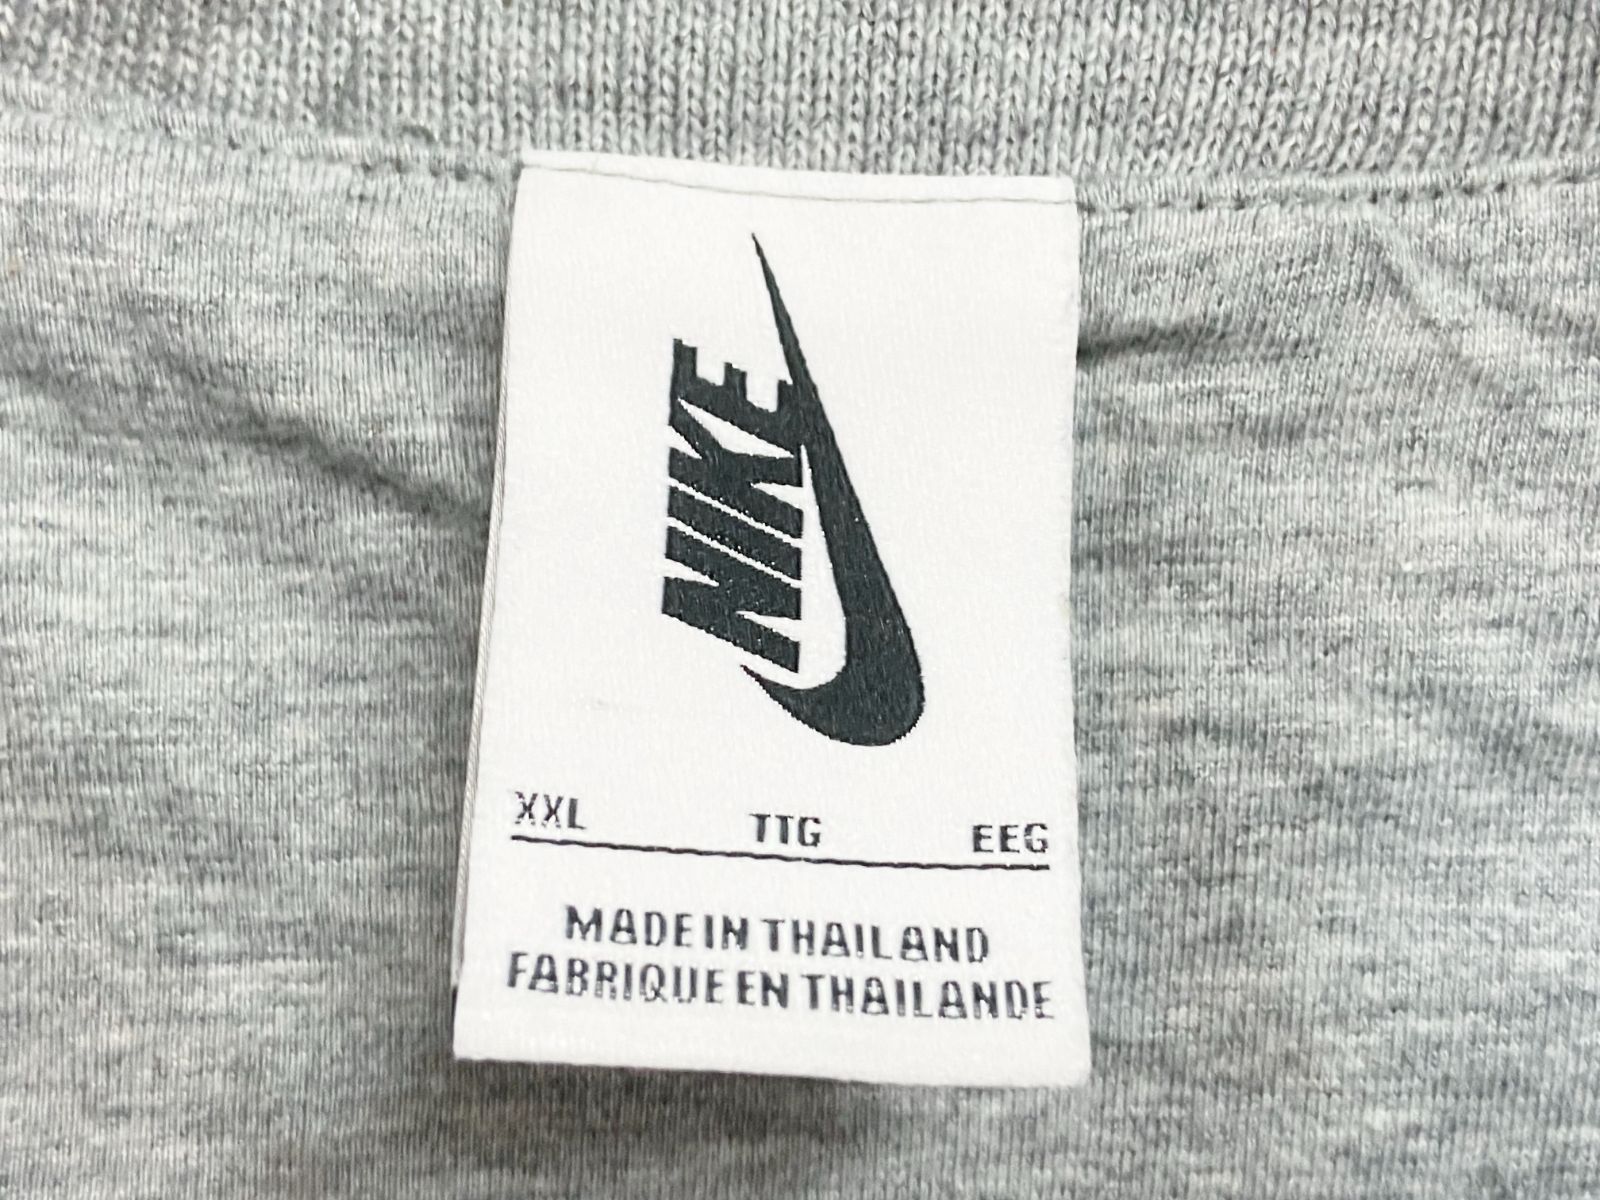 NIKE
XXL TTG EEG
MADE IN THAILAND
FABRIQUE EN THAILANDE